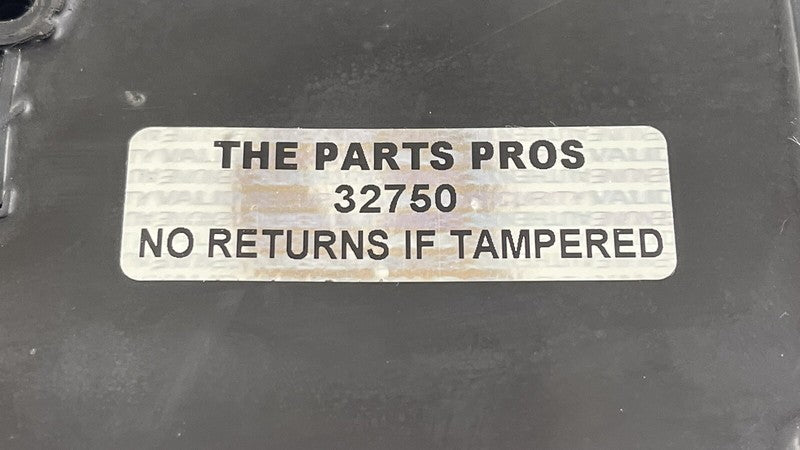 THE PARTS PROS
32750
NO RETURNS IF TAMPERED